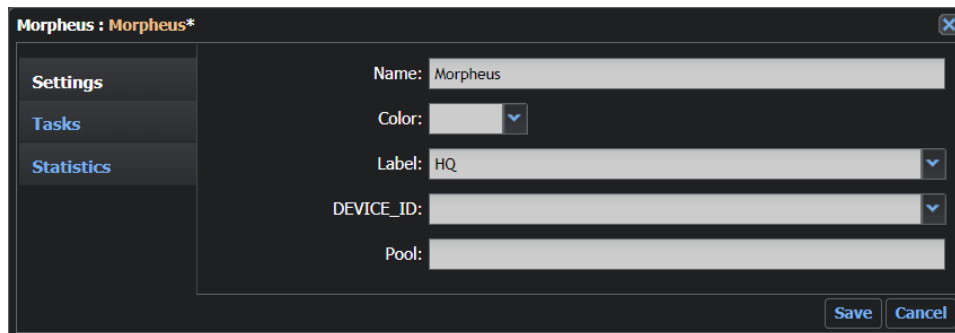 Morpheus : Morpheus*
Settings
Tasks
Statistics
Name: Morpheus
Color:
Label: HQ
DEVICE_ID:
Pool:
Save Cancel